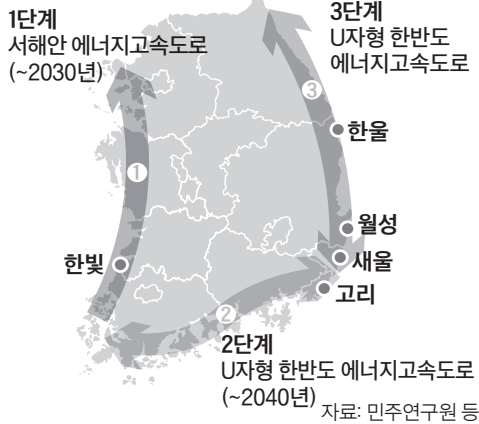 1단계
서해안 에너지고속도로
(~2030년)
3단계
U자형 한반도
에너지고속도로
3
한울
1
월성
한빛
새울
고리
2
2단계
U자형 한반도 에너지고속도로
(~2040년)
자료: 민주연구원 등